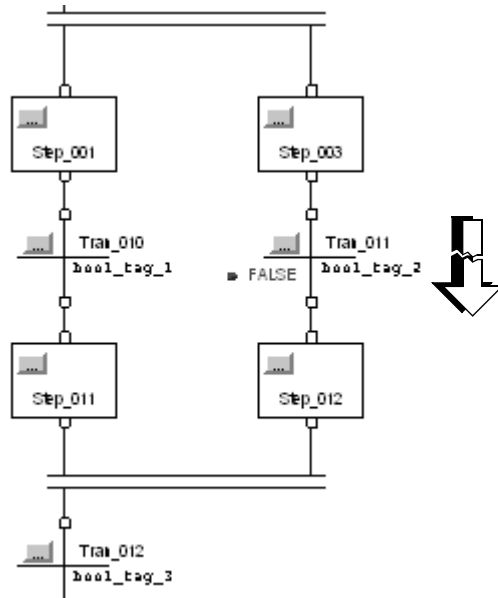 ...
Step_001
...
Step_003
...
Tran_010
bool_tag_1
...
Tran_011
bool_tag_2
FALSE
...
Step_011
...
Step_012
...
Tran_012
bool_tag_3